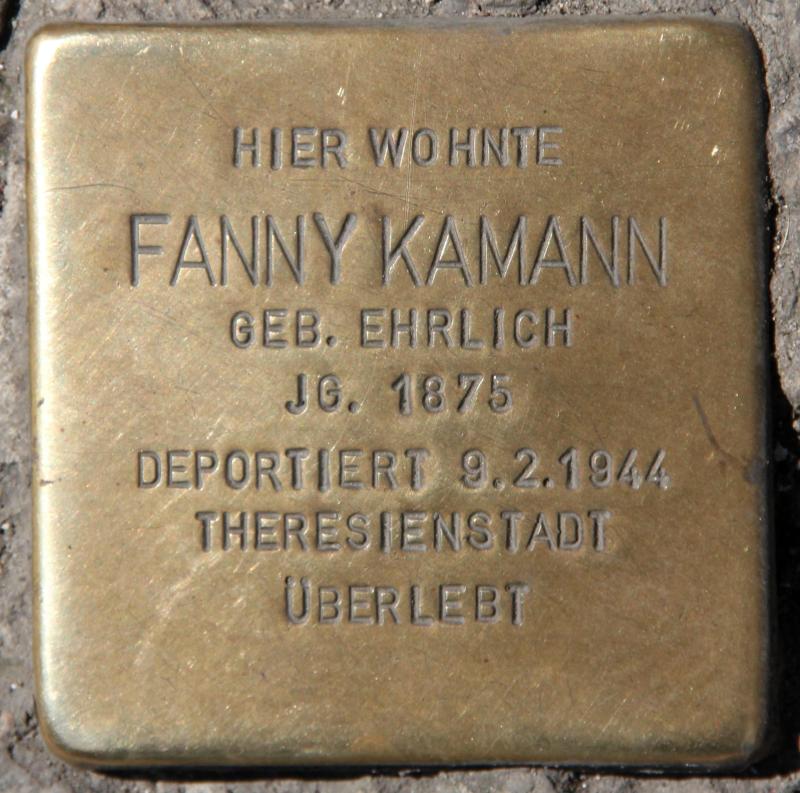 HIER WOHNTE
FANNY KAMANN
GEB. EHRLICH
JG. 1875
DEPORTIERT 9.2.1944
THERESIENSTADT
ÜBERLEBT